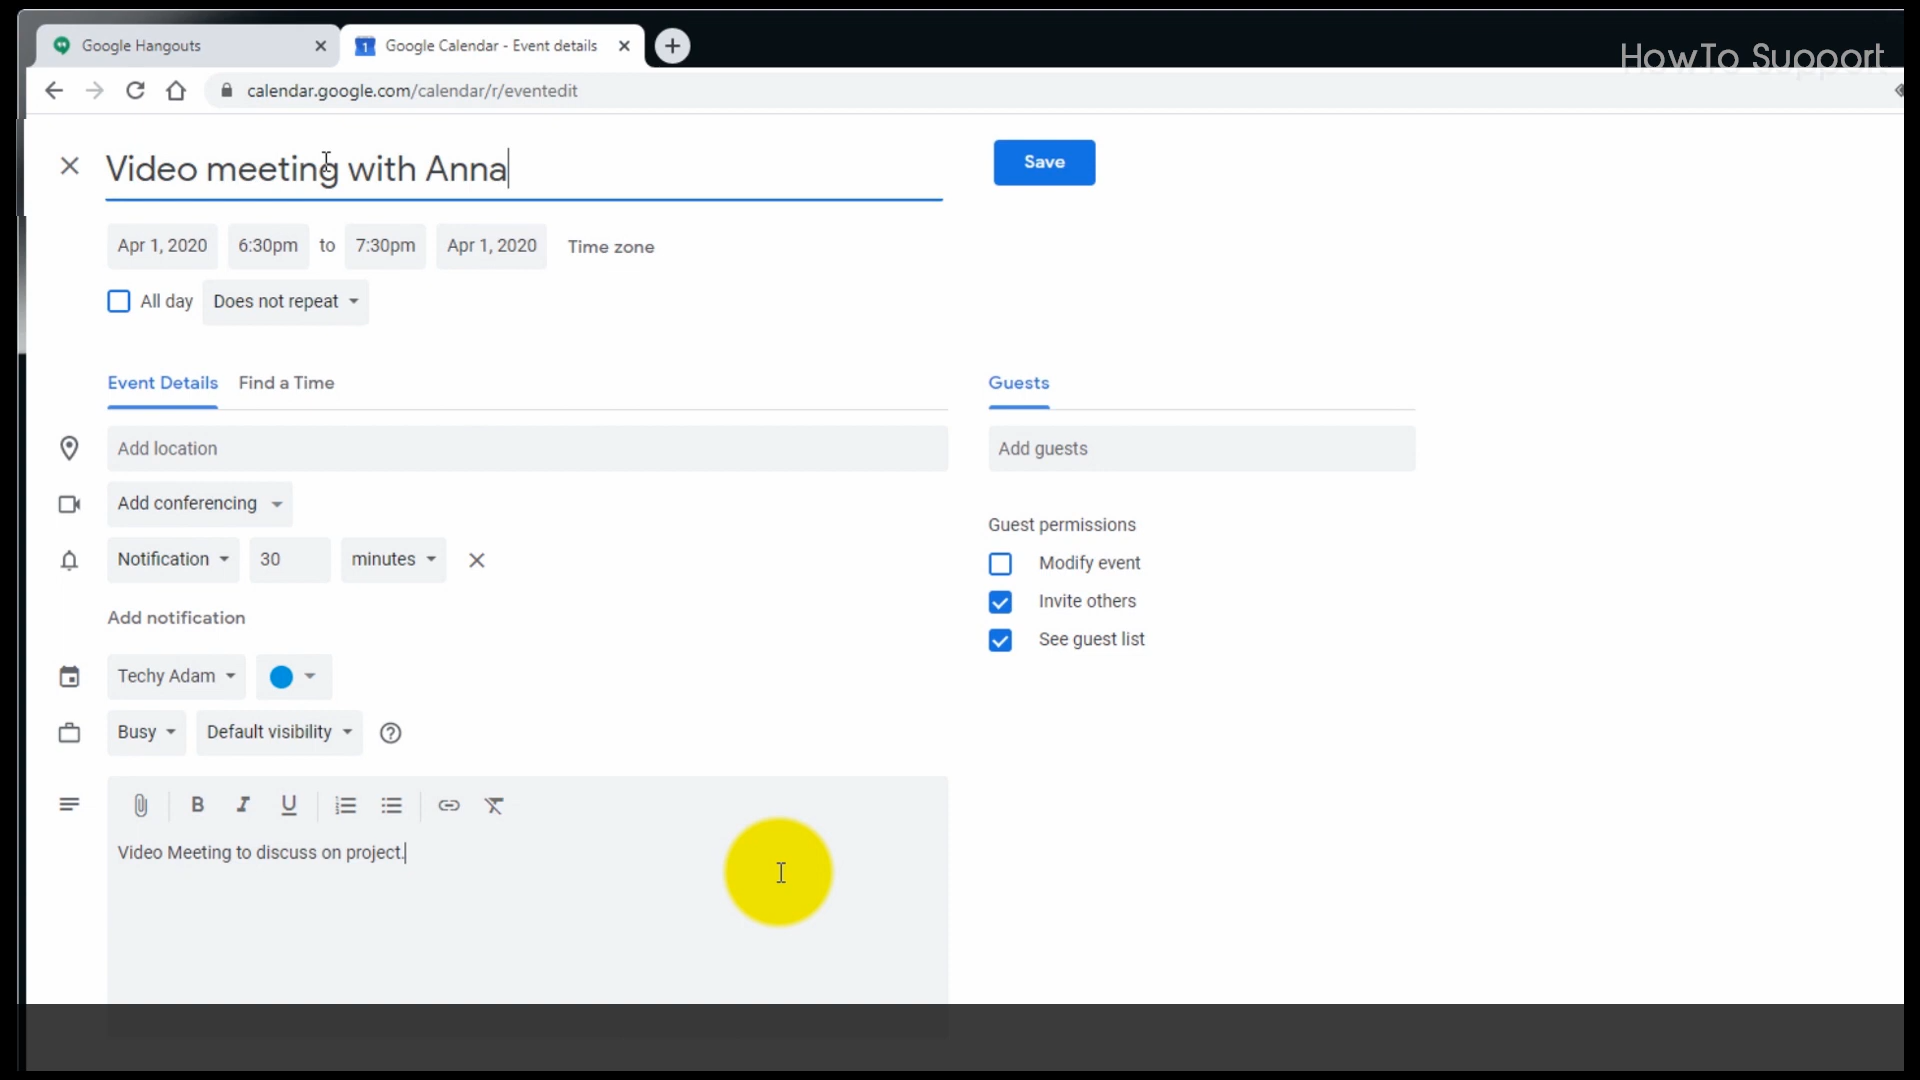 Google Hangouts
Google Calendar - Event details
HowTo Support
calendar.google.com/calendar/r/eventedit
Video meeting with Anna
Save
Apr 1, 2020 6:30pm to 7:30pm Apr 1, 2020 Time zone
All day Does not repeat
Event Details Find a Time
Guests
Add location
Add guests
Add conferencing
Guest permissions
Notification 30 minutes
Modify event
Invite others
Add notification
See guest list
Techy Adam
Busy Default visibility
B I U
Video Meeting to discuss on project.